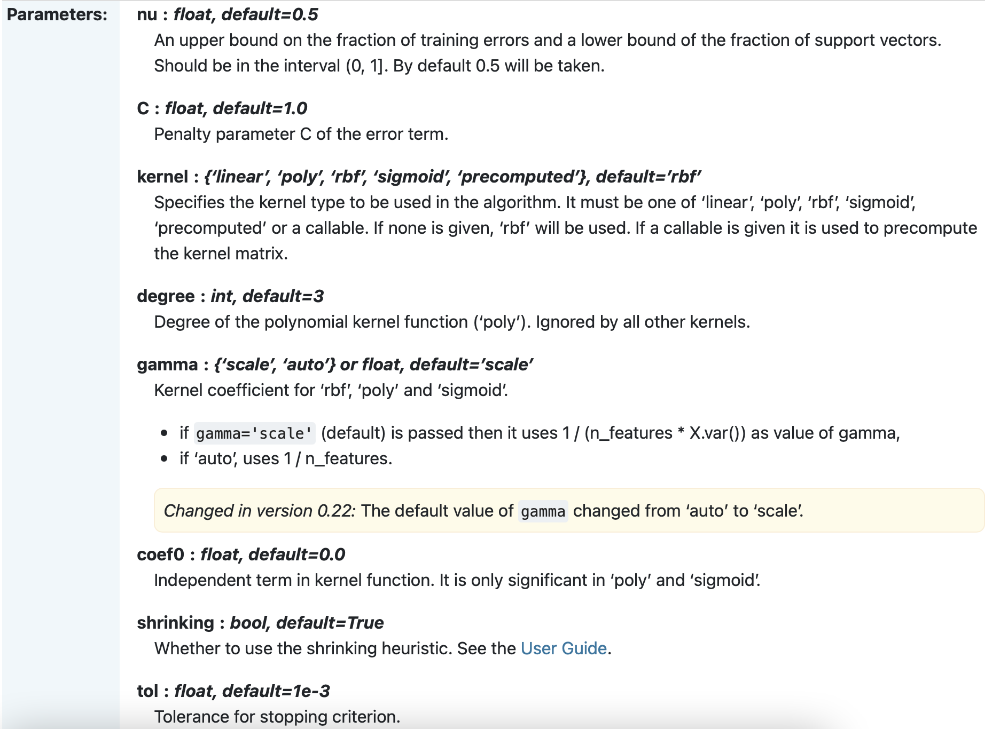 Parameters:
nu : float, default=0.5
An upper bound on the fraction of training errors and a lower bound of the fraction of support vectors.
Should be in the interval (0, 1]. By default 0.5 will be taken.
C : float, default=1.0
Penalty parameter C of the error term.
kernel : {‘linear’, ‘poly’, ‘rbf’, ‘sigmoid’, ‘precomputed’}, default=’rbf’
Specifies the kernel type to be used in the algorithm. It must be one of ‘linear’, ‘poly’, ‘rbf’, ‘sigmoid’,
‘precomputed’ or a callable. If none is given, ‘rbf’ will be used. If a callable is given it is used to precompute
the kernel matrix.
degree : int, default=3
Degree of the polynomial kernel function (‘poly’). Ignored by all other kernels.
gamma : {‘scale’, ‘auto’} or float, default=’scale’
Kernel coefficient for ‘rbf’, ‘poly’ and ‘sigmoid’.
• if gamma='scale' (default) is passed then it uses 1 / (n_features * X.var()) as value of gamma,
• if ‘auto’, uses 1 / n_features.
Changed in version 0.22: The default value of gamma changed from ‘auto’ to ‘scale’.
coef0 : float, default=0.0
Independent term in kernel function. It is only significant in ‘poly’ and ‘sigmoid’.
shrinking : bool, default=True
Whether to use the shrinking heuristic. See the User Guide.
tol : float, default=1e-3
Tolerance for stopping criterion.